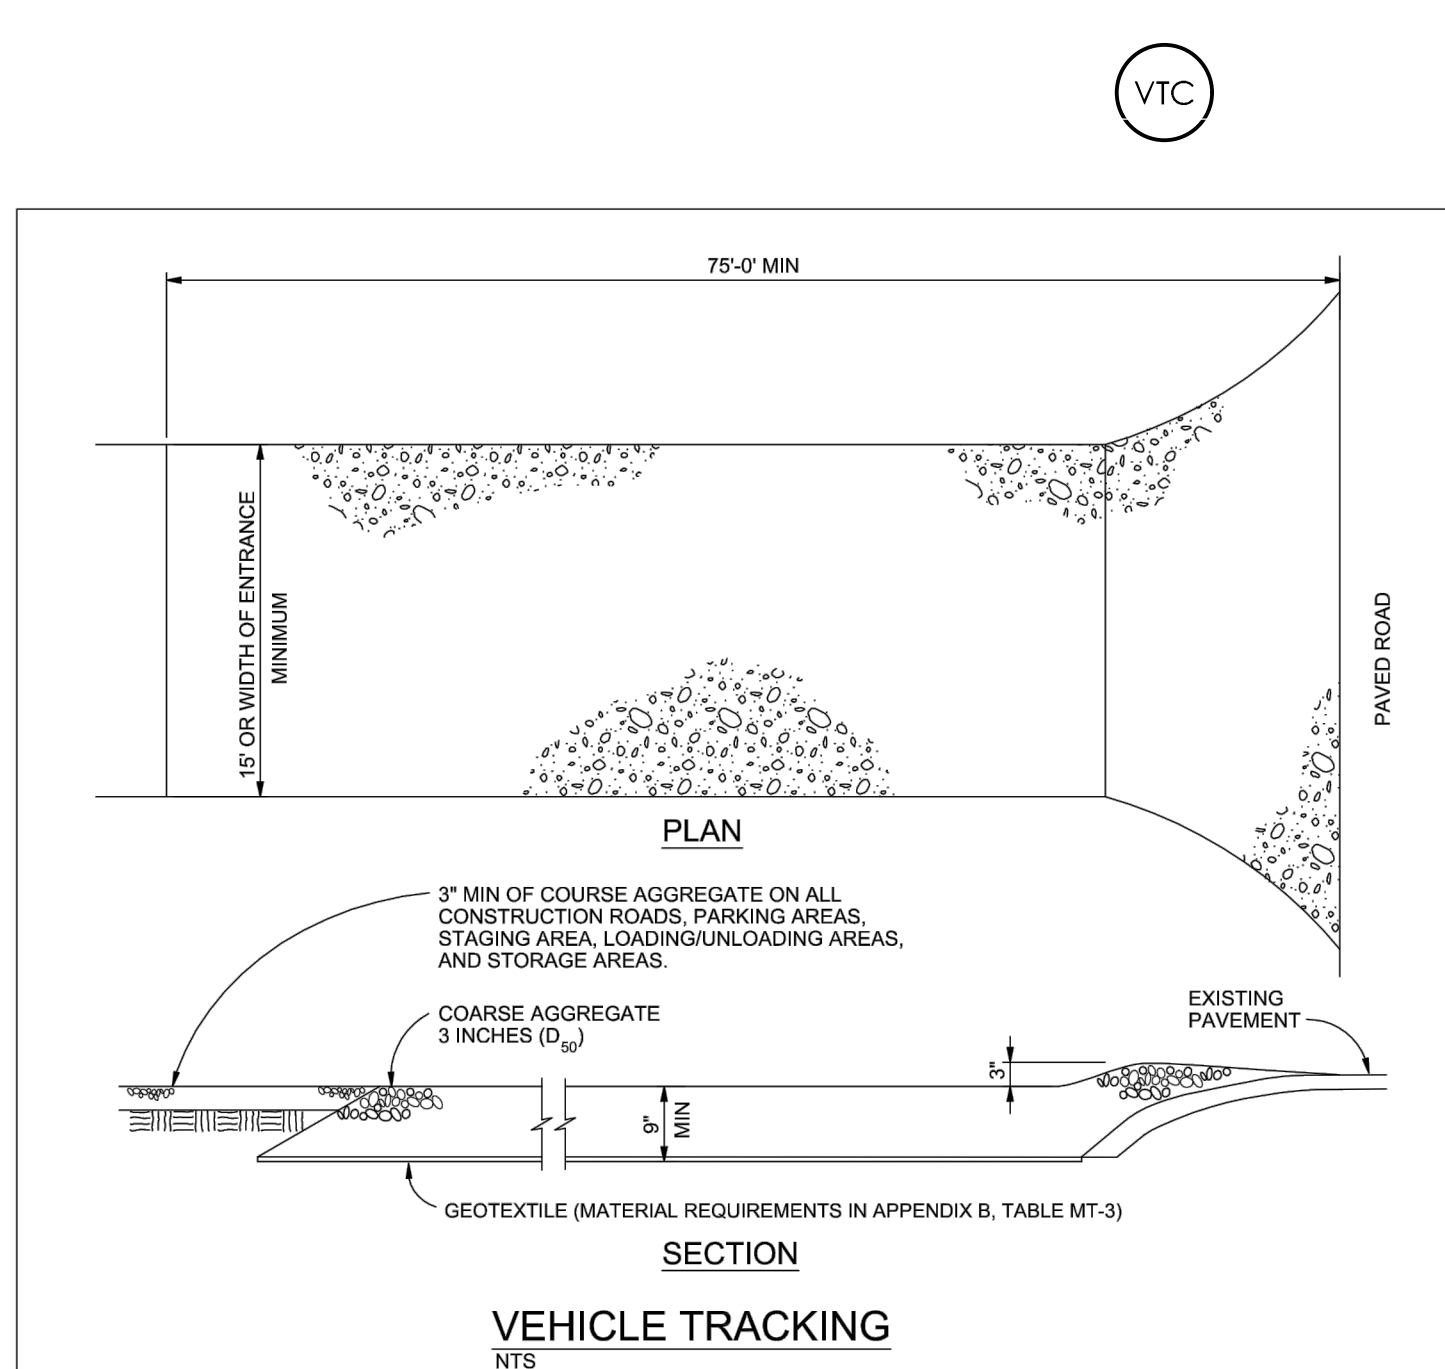 VTC
75'-0' MIN
15' OR WIDTH OF ENTRANCE
MINIMUM
PAVED ROAD
PLAN
3" MIN OF COURSE AGGREGATE ON ALL
CONSTRUCTION ROADS, PARKING AREAS,
STAGING AREA, LOADING/UNLOADING AREAS,
AND STORAGE AREAS.
COARSE AGGREGATE
3 INCHES (D50)
EXISTING
PAVEMENT
3"
9"
MIN
GEOTEXTILE (MATERIAL REQUIREMENTS IN APPENDIX B, TABLE MT-3)
SECTION
VEHICLE TRACKING
NTS